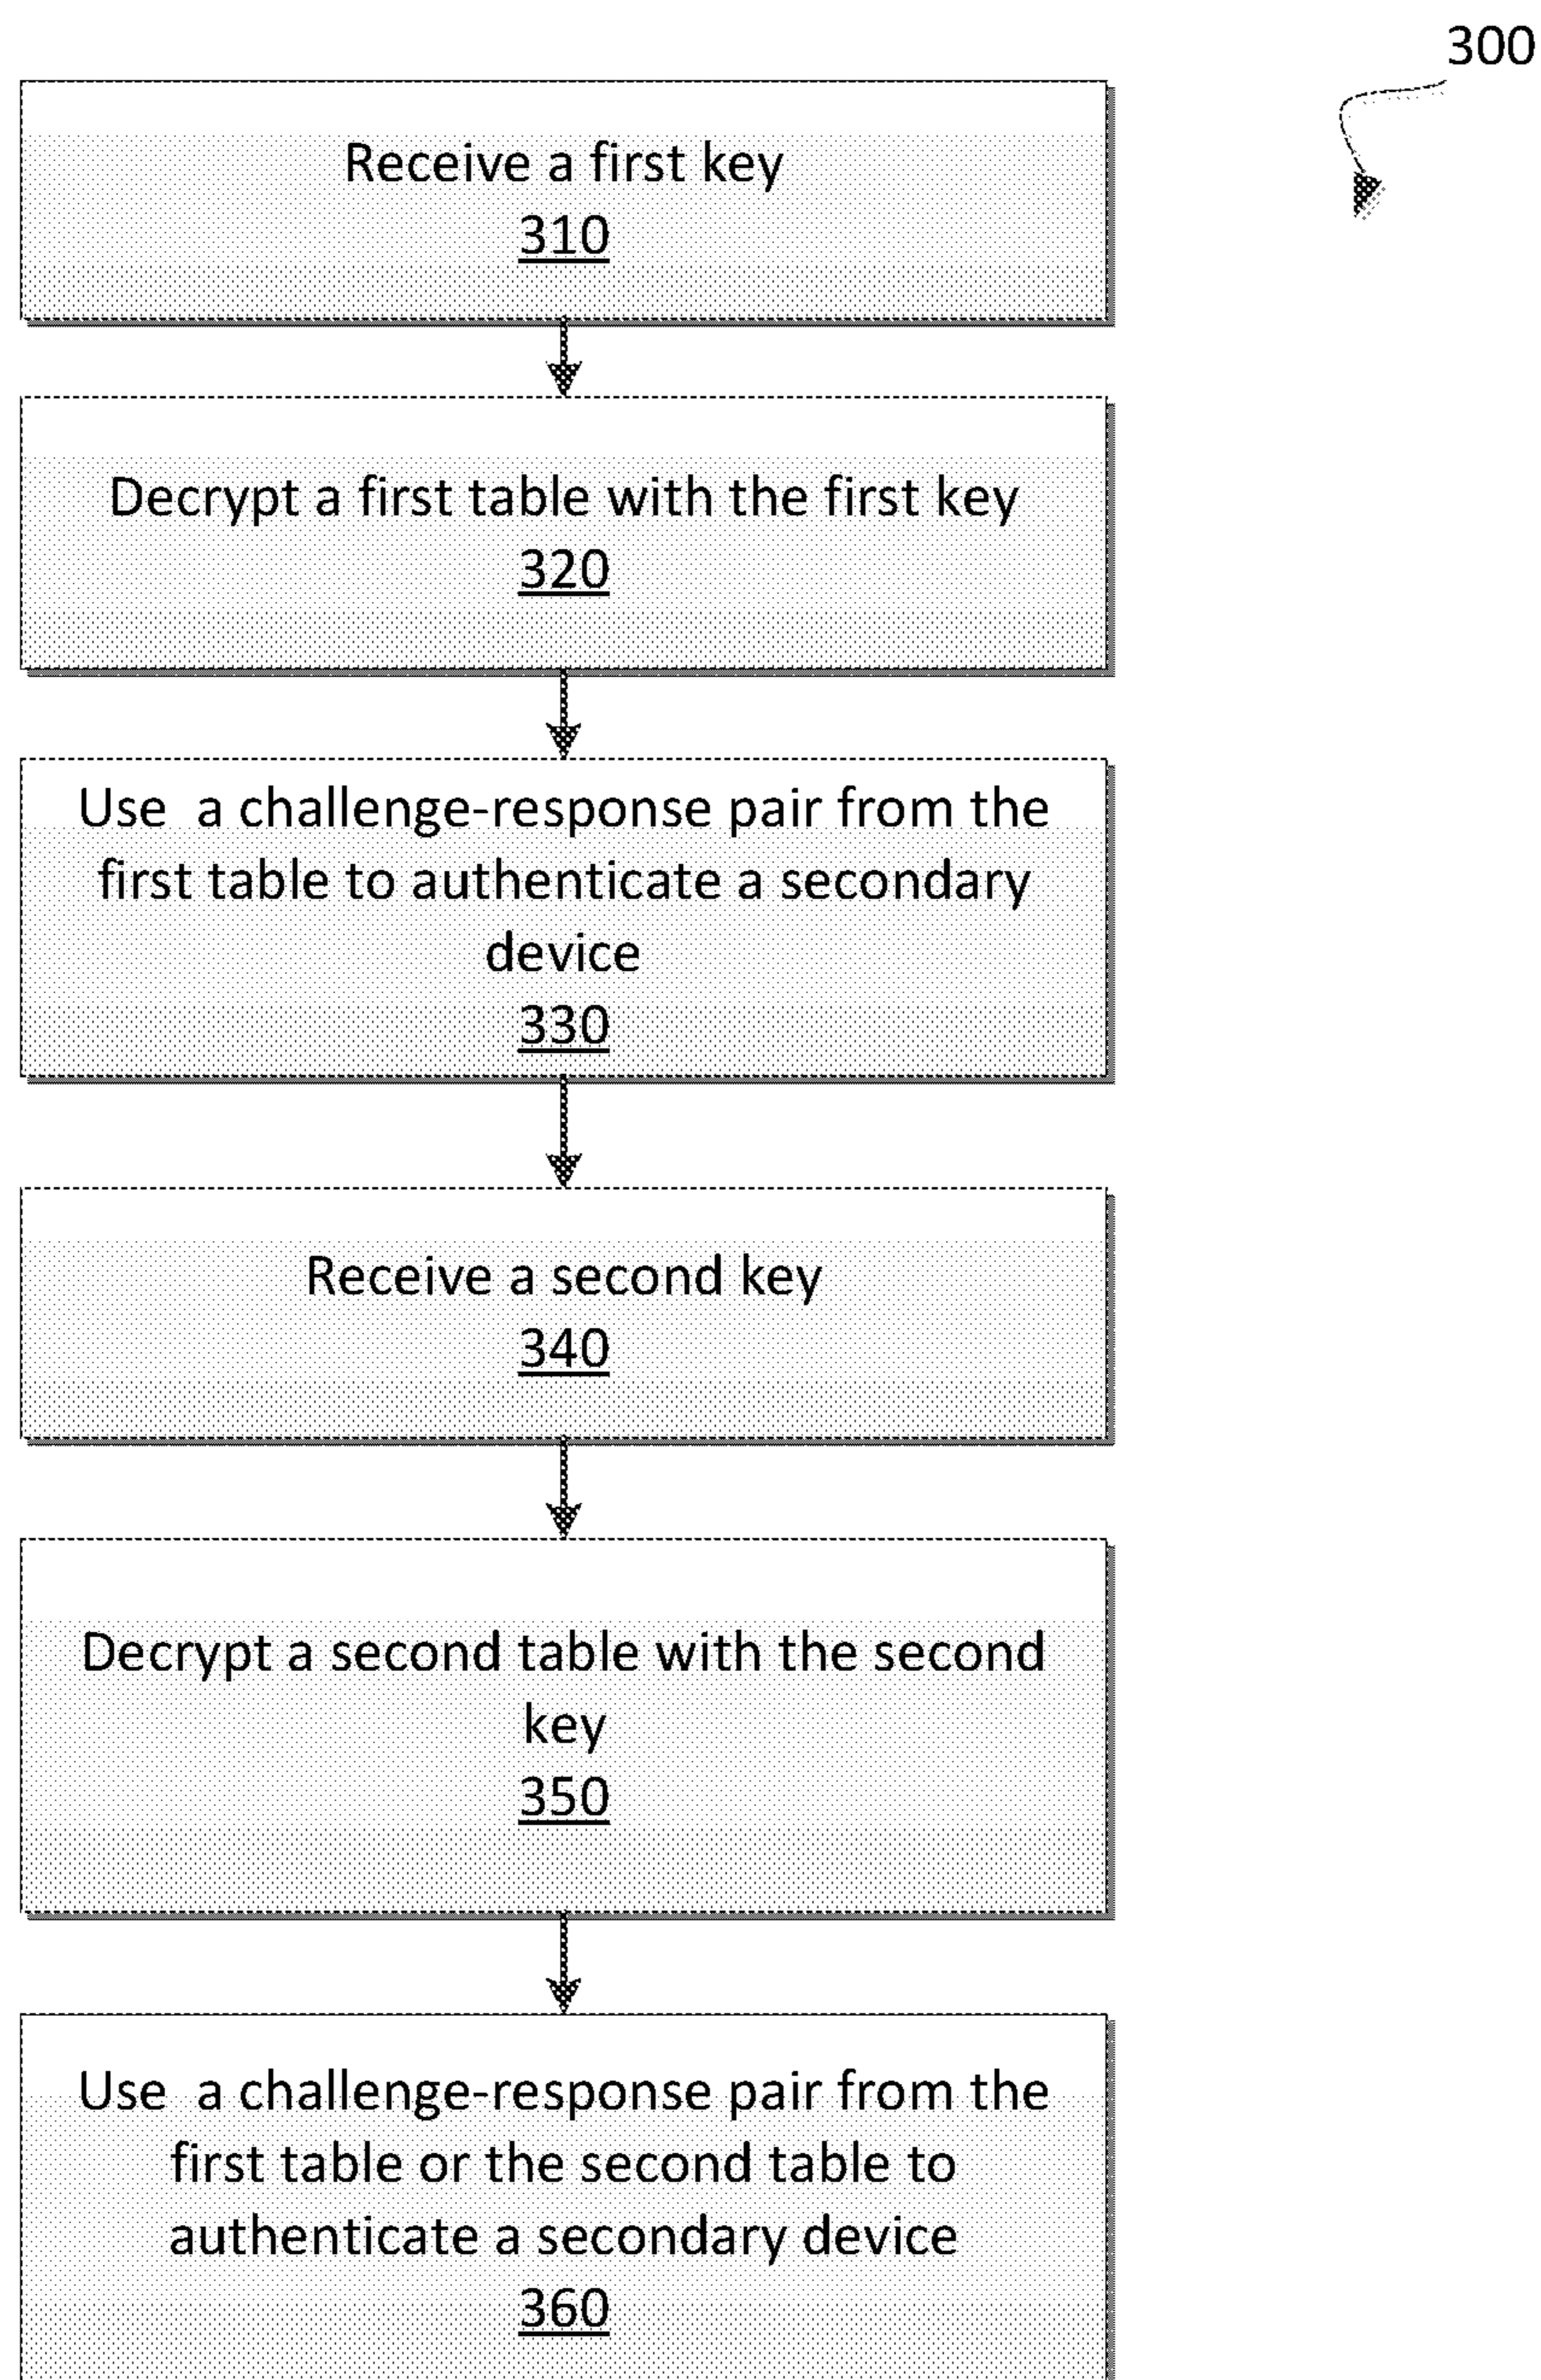 300
Receive a first key
310
Decrypt a first table with the first key
320
Use a challenge-response pair from the
first table to authenticate a secondary
device
330
Receive a second key
340
Decrypt a second table with the second
key
350
Use a challenge-response pair from the
first table or the second table to
authenticate a secondary device
360